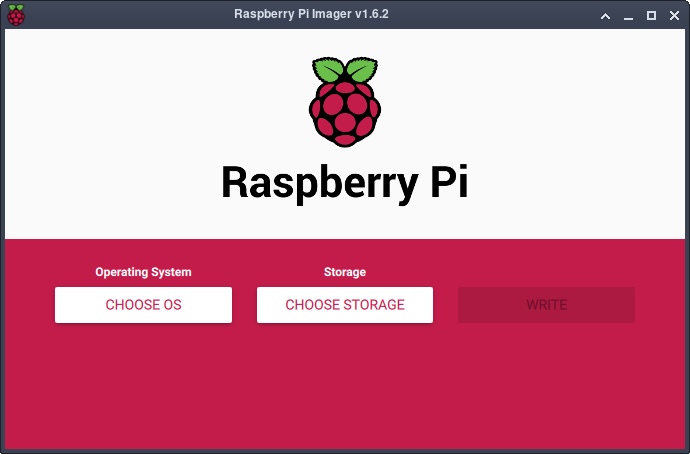 Raspberry Pi Imager v1.6.2
Raspberry Pi
Operating System Storage
CHOOSE OS CHOOSE STORAGE WRITE